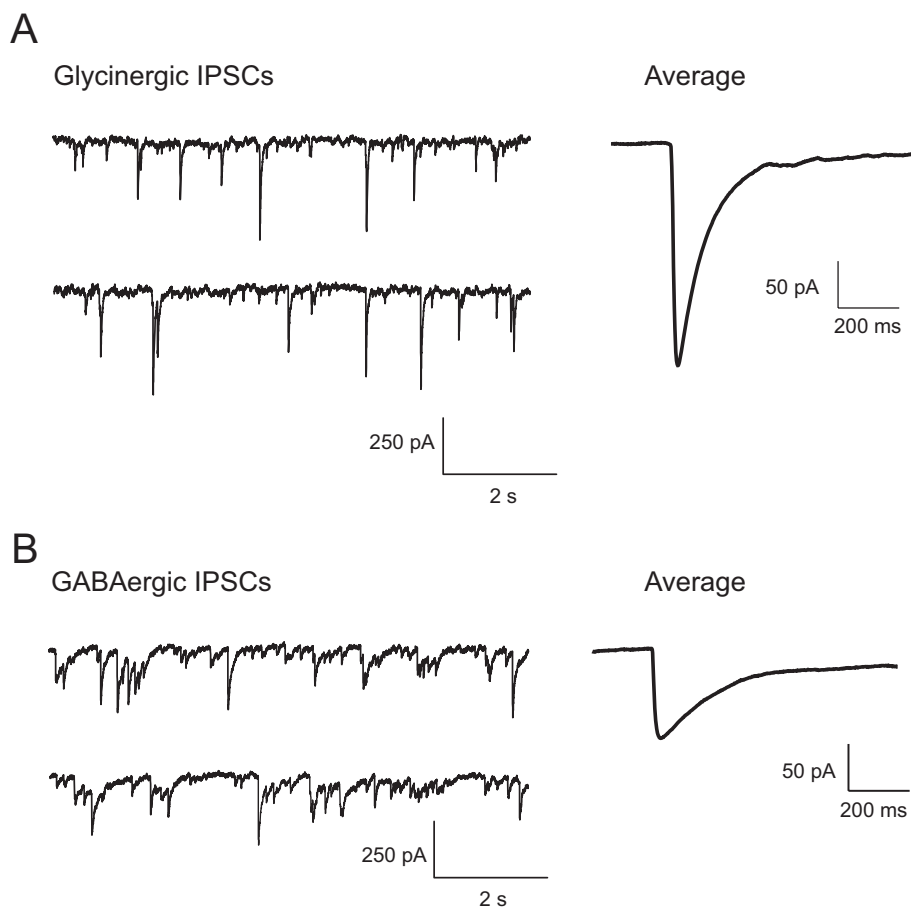 A
Glycinergic IPSCs
Average
50 pA
200 ms
250 pA
2 s
B
GABAergic IPSCs
Average
50 pA
200 ms
250 pA
2 s